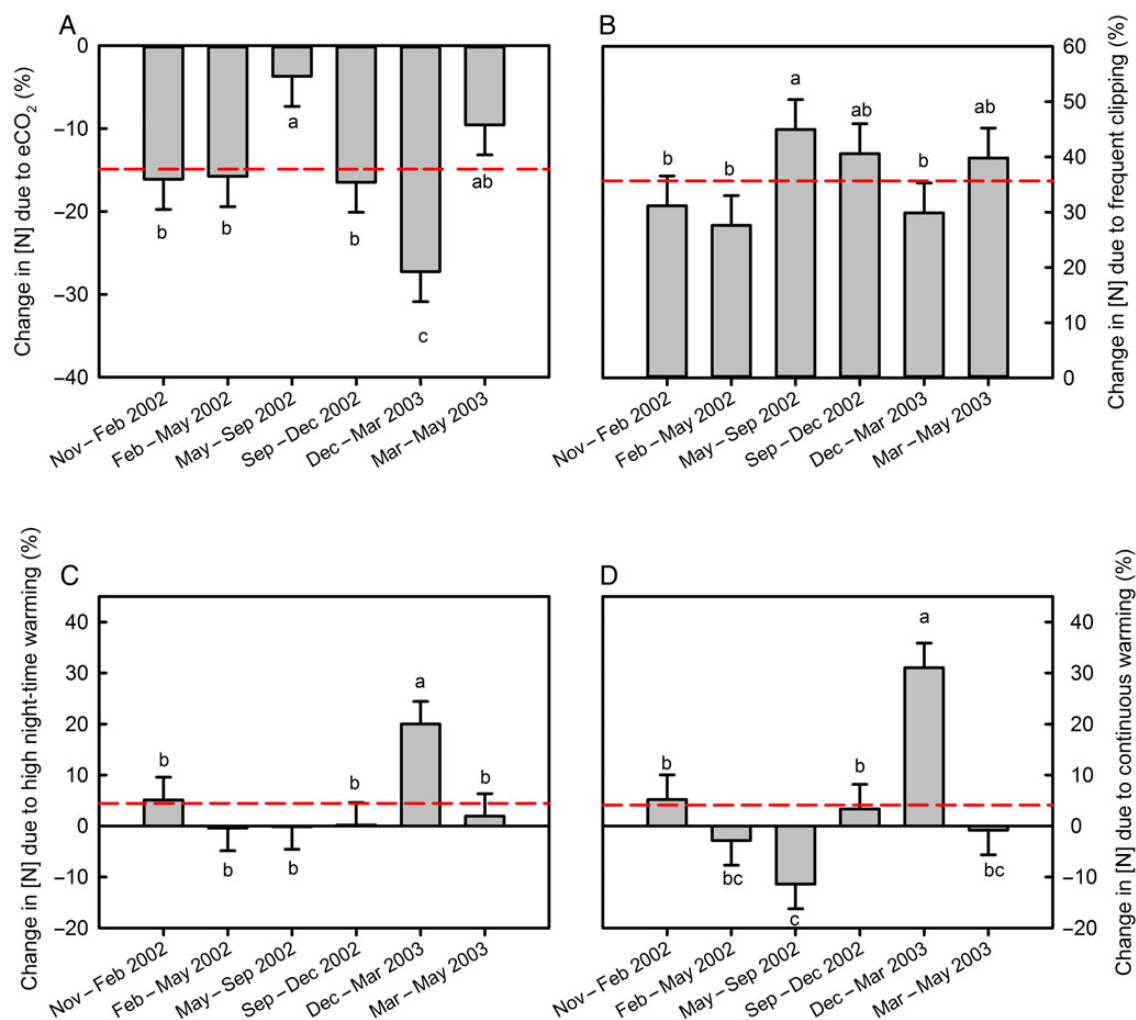 A
Change in [N] due to eCO2 (%)
0
−10
−20
−30
−40
b
b
a
b
c
ab
Nov – Feb 2002
Feb – May 2002
May – Sep 2002
Sep – Dec 2002
Dec – Mar 2003
Mar – May 2003
B
Change in [N] due to frequent clipping (%)
60
50
40
30
20
10
0
b
b
a
ab
b
ab
Nov – Feb 2002
Feb – May 2002
May – Sep 2002
Sep – Dec 2002
Dec – Mar 2003
Mar – May 2003
C
Change in [N] due to high night-time warming (%)
40
30
20
10
0
−10
−20
b
b
b
b
a
b
Nov – Feb 2002
Feb – May 2002
May – Sep 2002
Sep – Dec 2002
Dec – Mar 2003
Mar – May 2003
D
Change in [N] due to continuous warming (%)
40
30
20
10
0
−10
−20
b
bc
c
b
a
bc
Nov – Feb 2002
Feb – May 2002
May – Sep 2002
Sep – Dec 2002
Dec – Mar 2003
Mar – May 2003